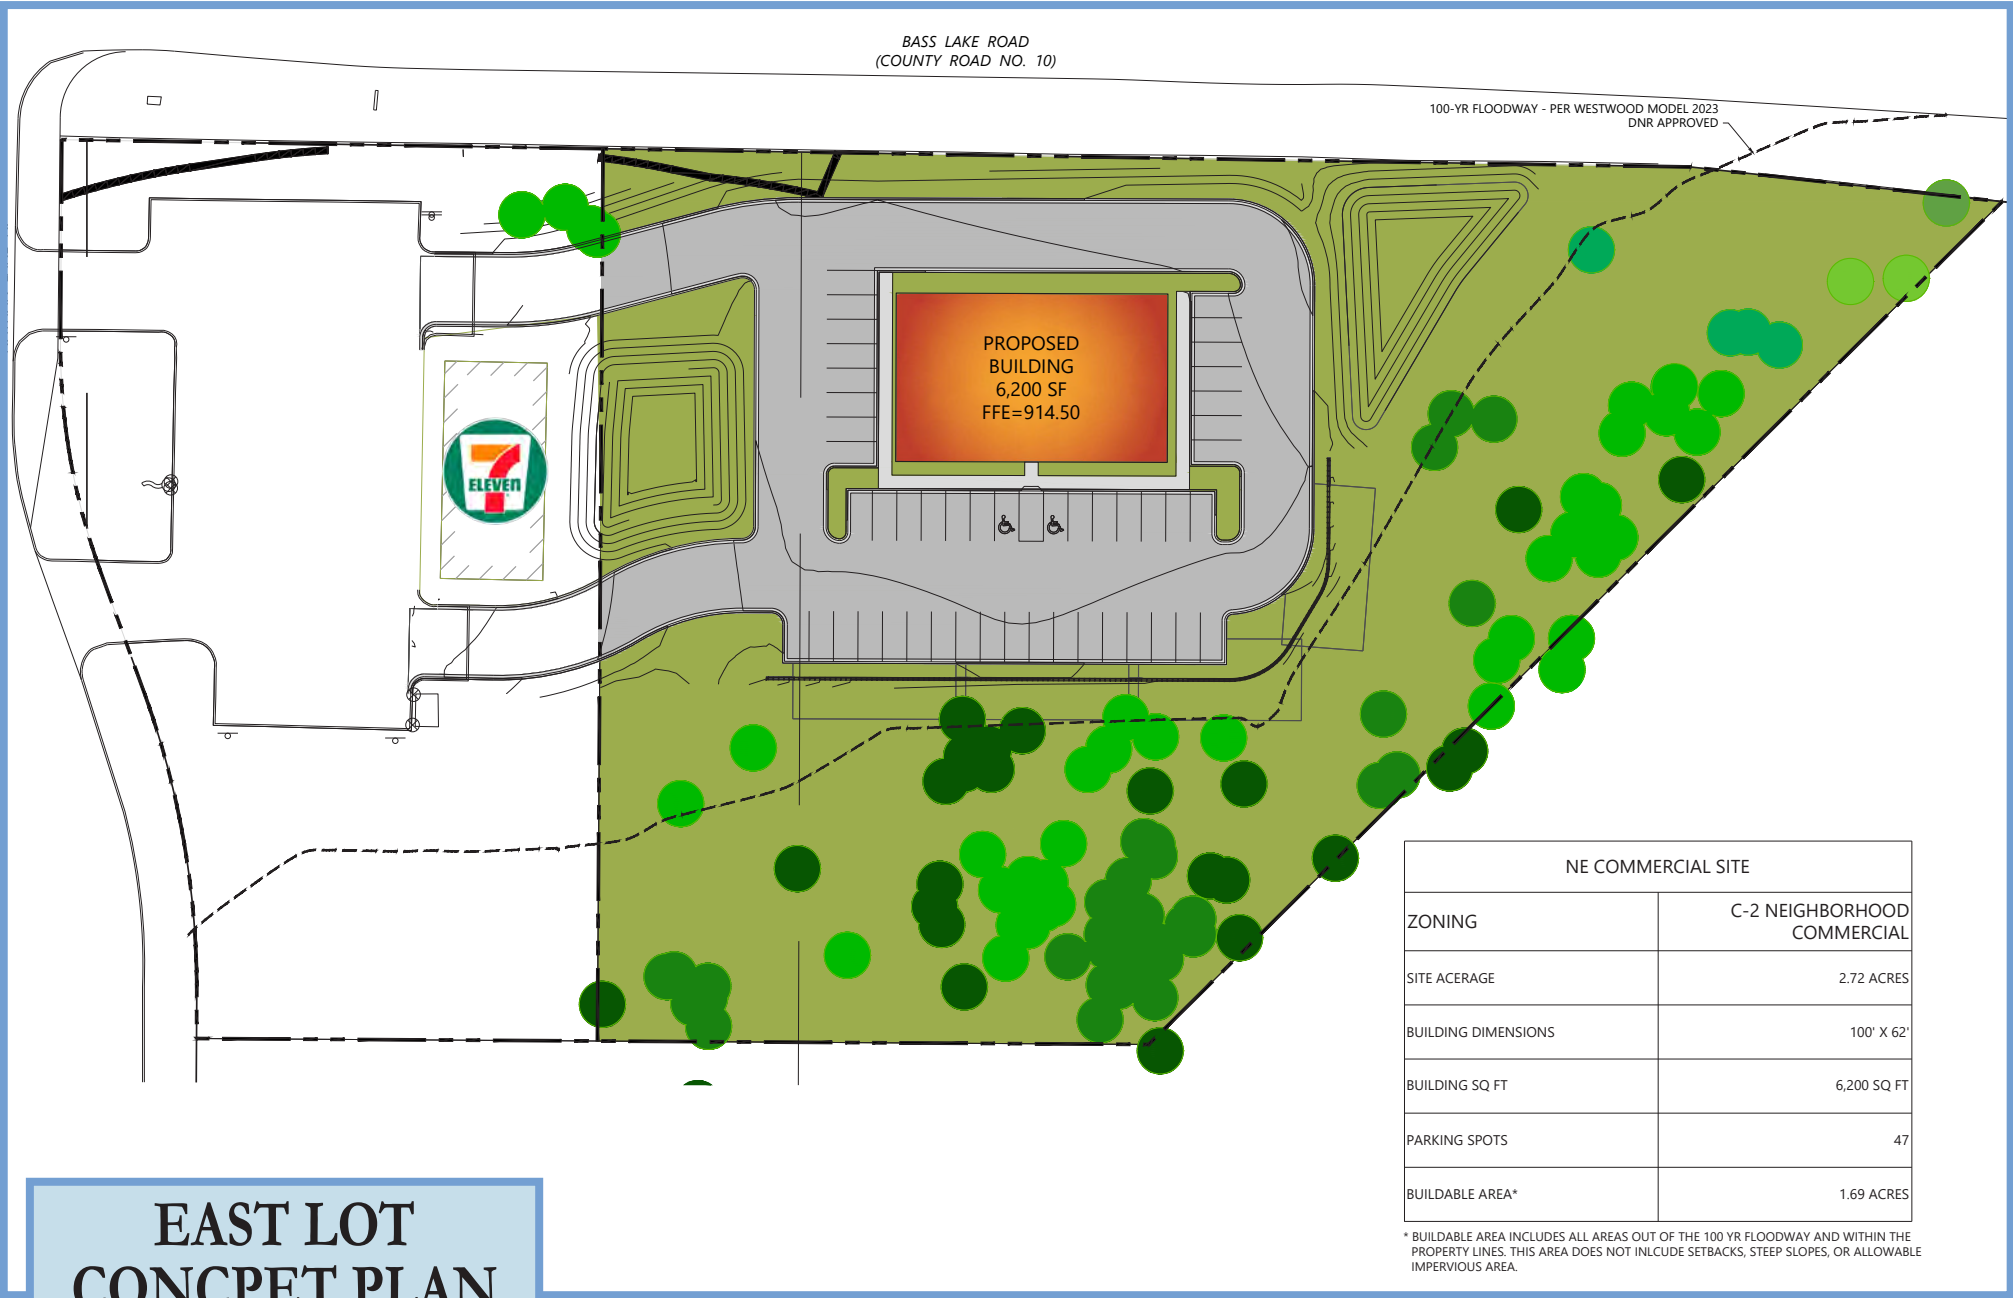 BASS LAKE ROAD
(COUNTY ROAD NO. 10)
100-YR FLOODWAY - PER WESTWOOD MODEL 2023
DNR APPROVED
PROPOSED
BUILDING
6,200 SF
FFE=914.50
7
ELEVEn
NE COMMERCIAL SITE
ZONING
C-2 NEIGHBORHOOD
COMMERCIAL
SITE ACERAGE
2.72 ACRES
BUILDING DIMENSIONS
100' X 62'
BUILDING SQ FT
6,200 SQ FT
PARKING SPOTS
47
BUILDABLE AREA*
1.69 ACRES
* BUILDABLE AREA INCLUDES ALL AREAS OUT OF THE 100 YR FLOODWAY AND WITHIN THE
PROPERTY LINES. THIS AREA DOES NOT INLCUDE SETBACKS, STEEP SLOPES, OR ALLOWABLE
IMPERVIOUS AREA.
EAST LOT
CONCPET PLAN